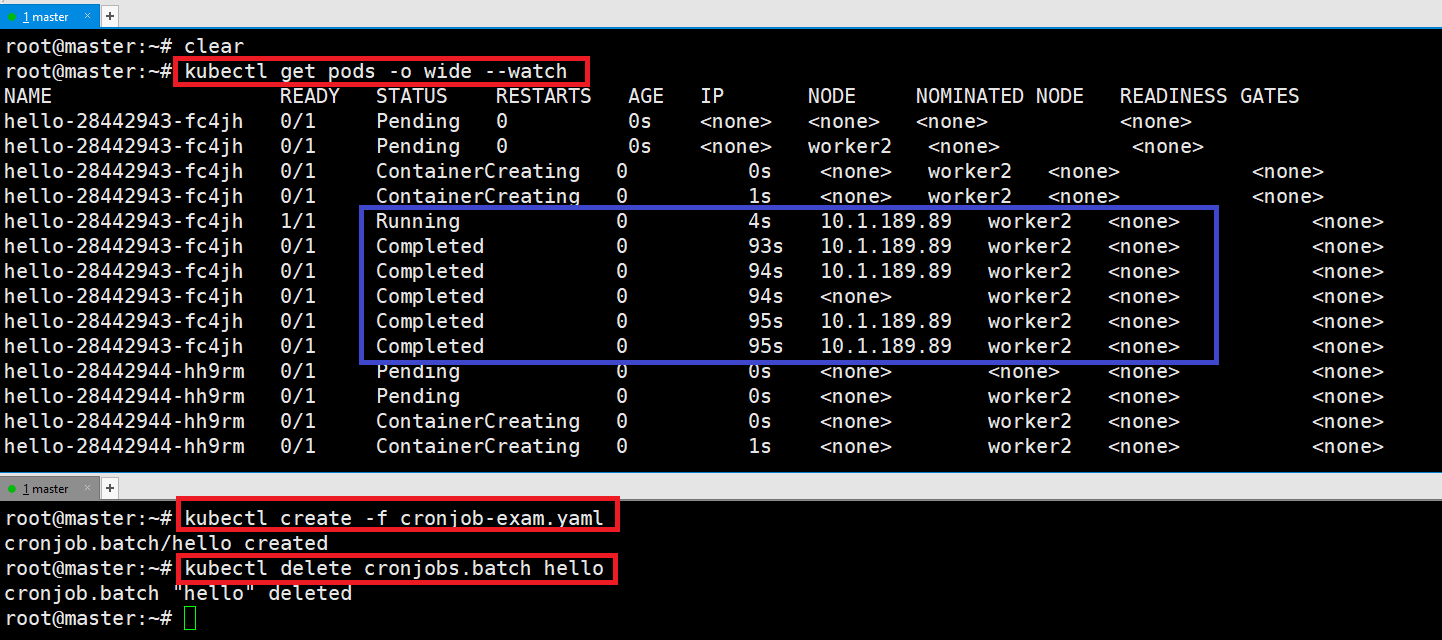 1 master × +
root@master:~# clear
root@master:~# kubectl get pods -o wide --watch
NAME READY STATUS RESTARTS AGE IP NODE NOMINATED NODE READINESS GATES
hello-28442943-fc4jh 0/1 Pending 0 0s <none> <none> <none> <none>
hello-28442943-fc4jh 0/1 Pending 0 0s <none> worker2 <none> <none>
hello-28442943-fc4jh 0/1 ContainerCreating 0 0s <none> worker2 <none> <none>
hello-28442943-fc4jh 0/1 ContainerCreating 0 1s <none> worker2 <none> <none>
hello-28442943-fc4jh 1/1 Running 0 4s 10.1.189.89 worker2 <none> <none>
hello-28442943-fc4jh 0/1 Completed 0 93s 10.1.189.89 worker2 <none> <none>
hello-28442943-fc4jh 0/1 Completed 0 94s 10.1.189.89 worker2 <none> <none>
hello-28442943-fc4jh 0/1 Completed 0 94s <none> worker2 <none> <none>
hello-28442943-fc4jh 0/1 Completed 0 95s 10.1.189.89 worker2 <none> <none>
hello-28442943-fc4jh 0/1 Completed 0 95s 10.1.189.89 worker2 <none> <none>
hello-28442944-hh9rm 0/1 Pending 0 0s <none> <none> <none> <none>
hello-28442944-hh9rm 0/1 Pending 0 0s <none> worker2 <none> <none>
hello-28442944-hh9rm 0/1 ContainerCreating 0 0s <none> worker2 <none> <none>
hello-28442944-hh9rm 0/1 ContainerCreating 0 1s <none> worker2 <none> <none>
1 master × +
root@master:~# kubectl create -f cronjob-exam.yaml
cronjob.batch/hello created
root@master:~# kubectl delete cronjobs.batch hello
cronjob.batch "hello" deleted
root@master:~#